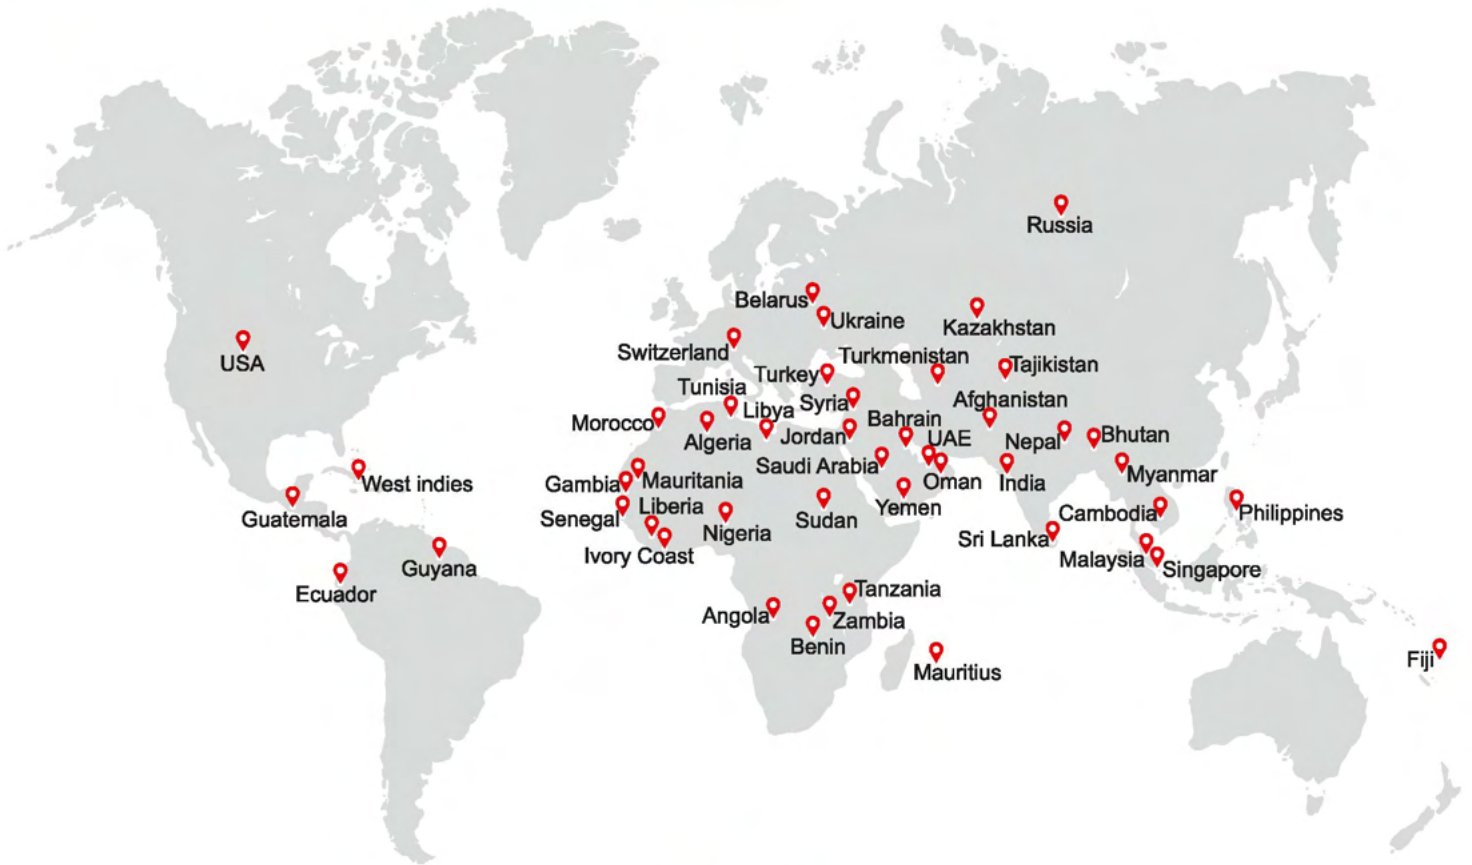 Russia
Belarus
Ukraine
Kazakhstan
USA
Switzerland
Turkmenistan
Tajikistan
Turkey
Tunisia
Syria
Afghanistan
Libya
Morocco
Bahrain
Algeria
Jordan
UAE
Nepal
Bhutan
Saudi Arabia
Myanmar
West indies
Gambia
Mauritania
Oman
India
Guatemala
Senegal
Liberia
Nigeria
Sudan
Yemen
Cambodia
Philippines
Sri Lanka
Ivory Coast
Malaysia
Singapore
Guyana
Ecuador
Tanzania
Angola
Zambia
Benin
Fiji
Mauritius